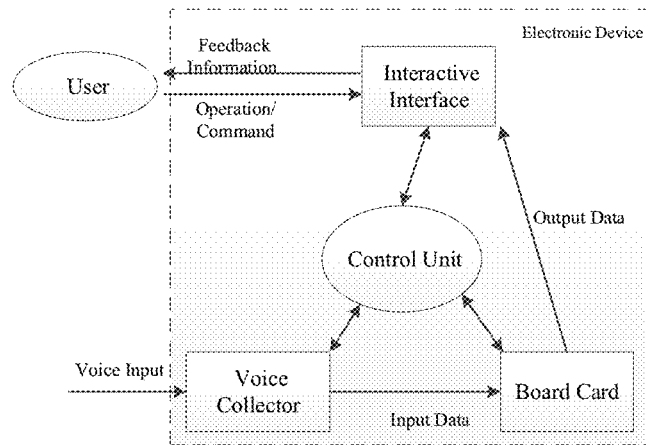 Electronic Device
Feedback
Information
User
Operation/
Command
Interactive
Interface
Output Data
Control Unit
Voice Input
Voice
Collector
Input Data
Board Card